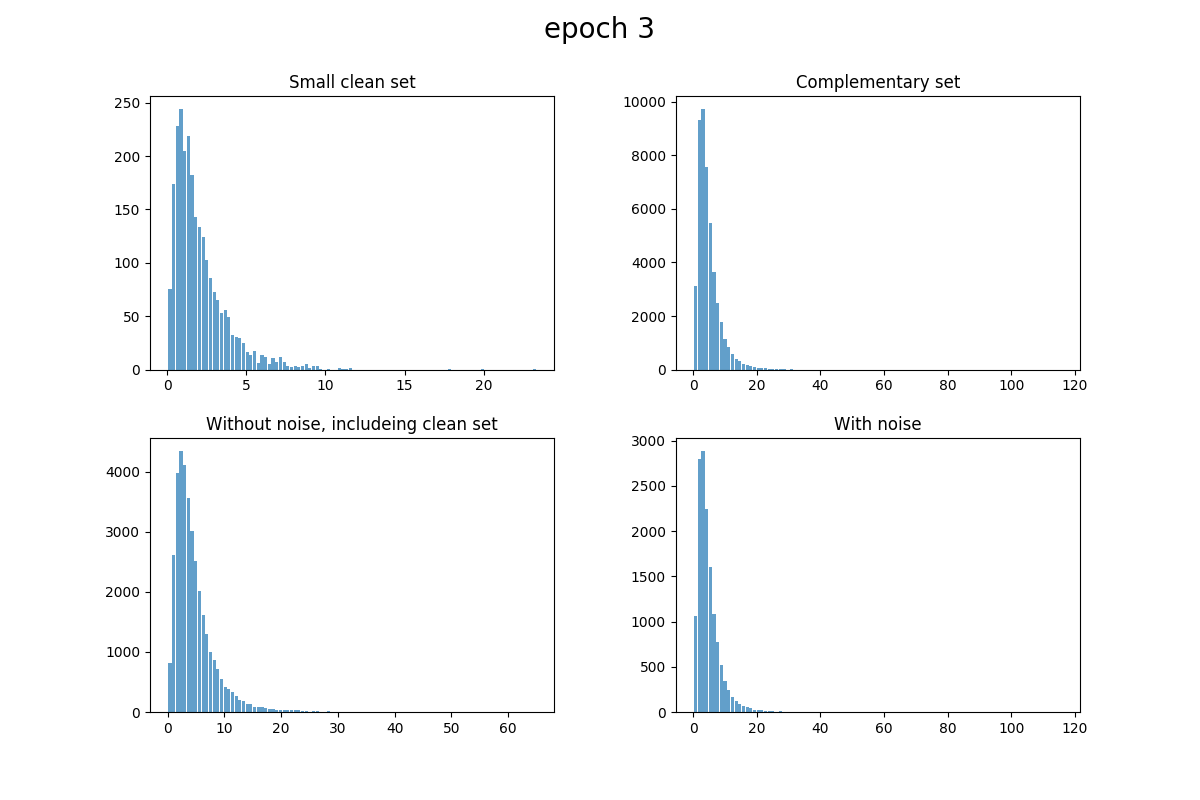 epoch 3
Small clean set
250
200
150
100
50
0
0 5 10 15 20
Complementary set
10000
8000
6000
4000
2000
0
0 20 40 60 80 100 120
Without noise, includeing clean set
4000
3000
2000
1000
0
0 10 20 30 40 50 60
With noise
3000
2500
2000
1500
1000
500
0
0 20 40 60 80 100 120